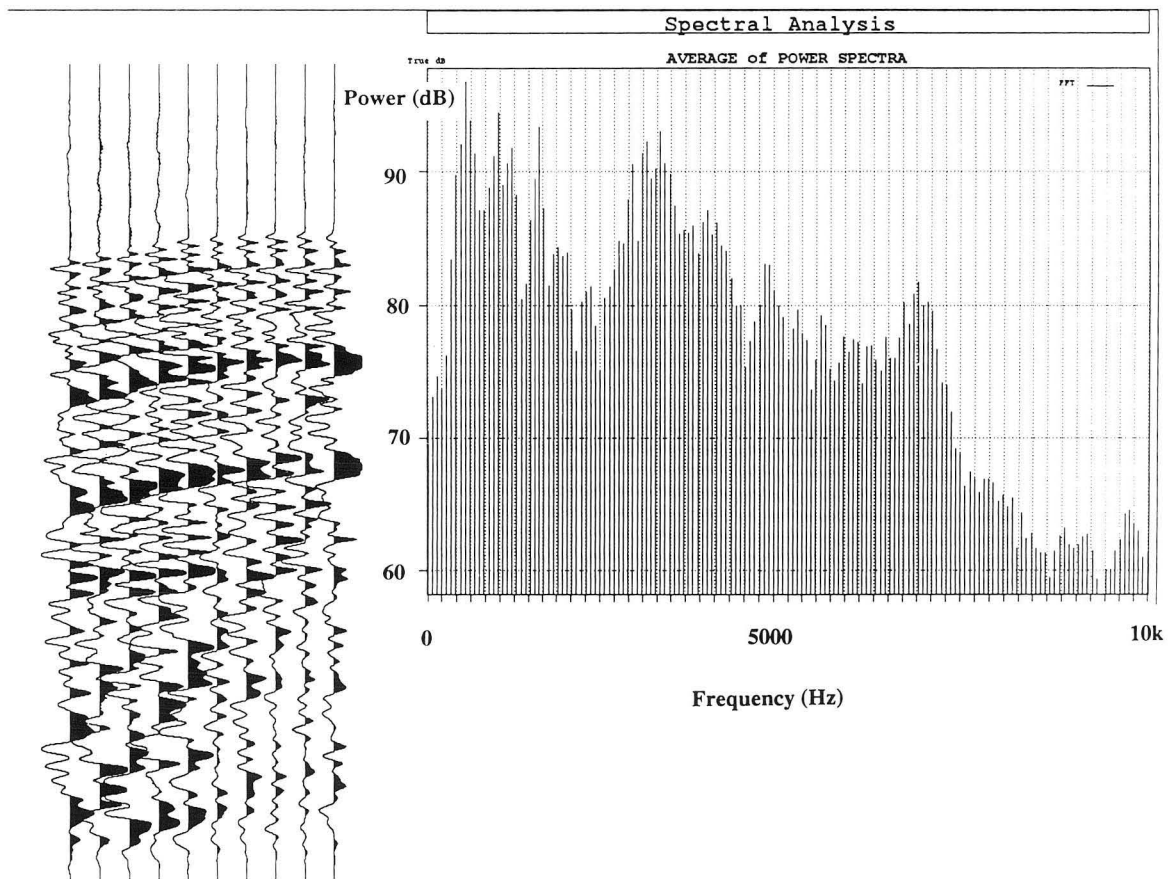 Spectral Analysis
True dB
AVERAGE of POWER SPECTRA
FFT
Power (dB)
90
80
70
60
0
5000
10k
Frequency (Hz)